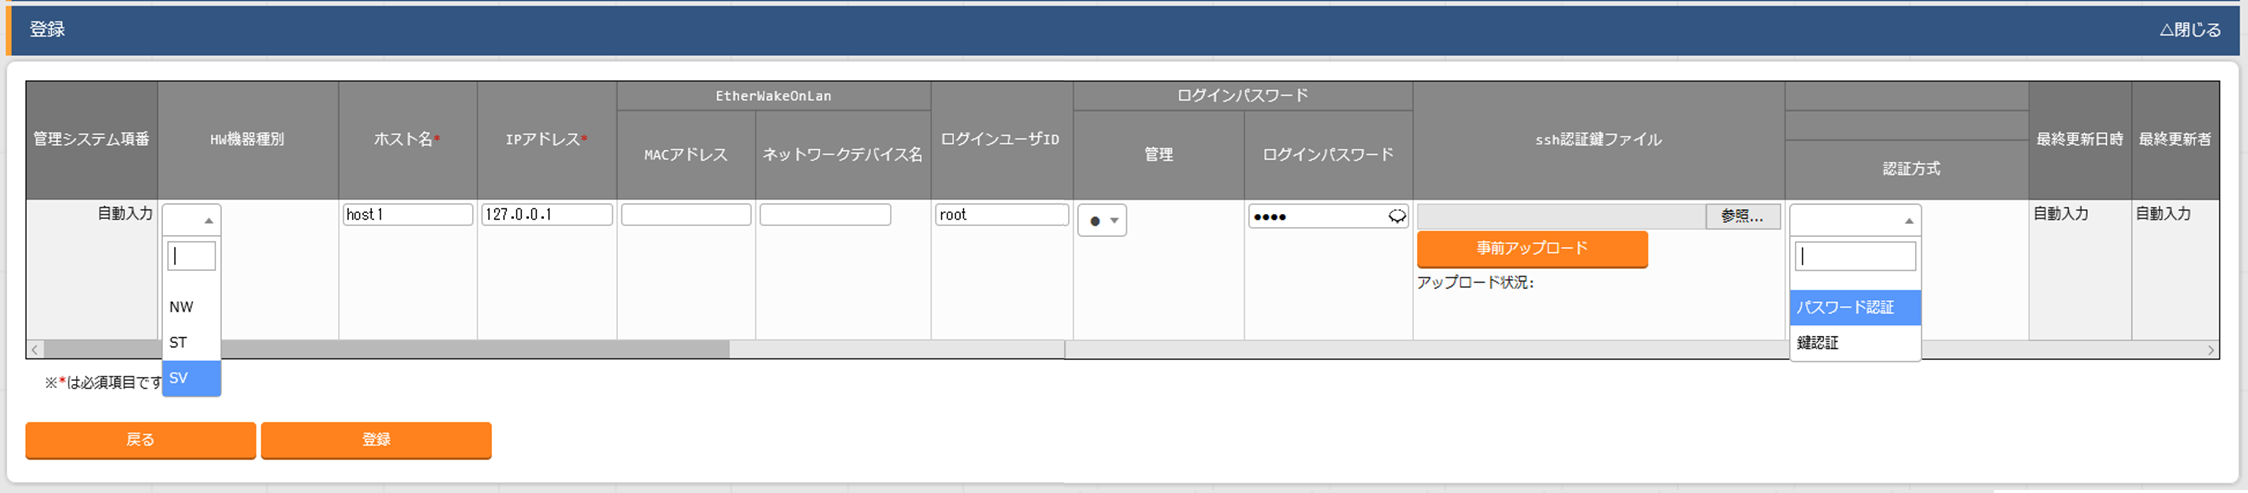 登録 △閉じる
EtherWakeOnLan ログインパスワード
管理システム項番 HW機器種別 ホスト名* IPアドレス* MACアドレス ネットワークデバイス名 ログインユーザID 管理 ログインパスワード ssh認証鍵ファイル 認証方式 最終更新日時 最終更新者
自動入力 host1 127.0.0.1 root ● ●●●● 参照... 自動入力 自動入力
事前アップロード
アップロード状況:
NW
ST
SV
パスワード認証
鍵認証
※*は必須項目です
戻る 登録